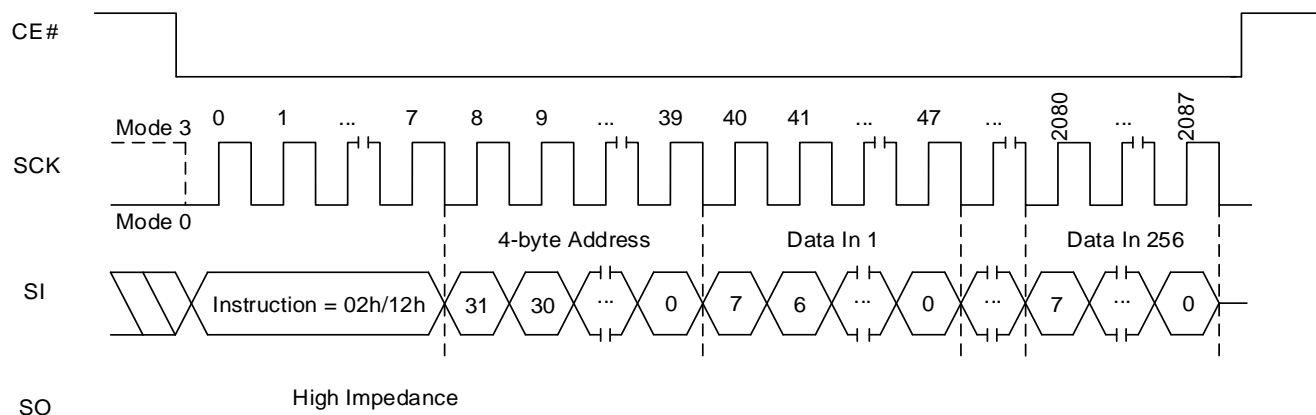 CE#
0 1 ... 7 8 9 ... 39 40 41 ... 47 ... 2080 ... 2087
Mode 3
SCK
Mode 0
4-byte Address Data In 1 Data In 256
SI Instruction = 02h/12h 31 30 ... 0 7 6 ... 0 ... 7 ... 0
High Impedance
SO